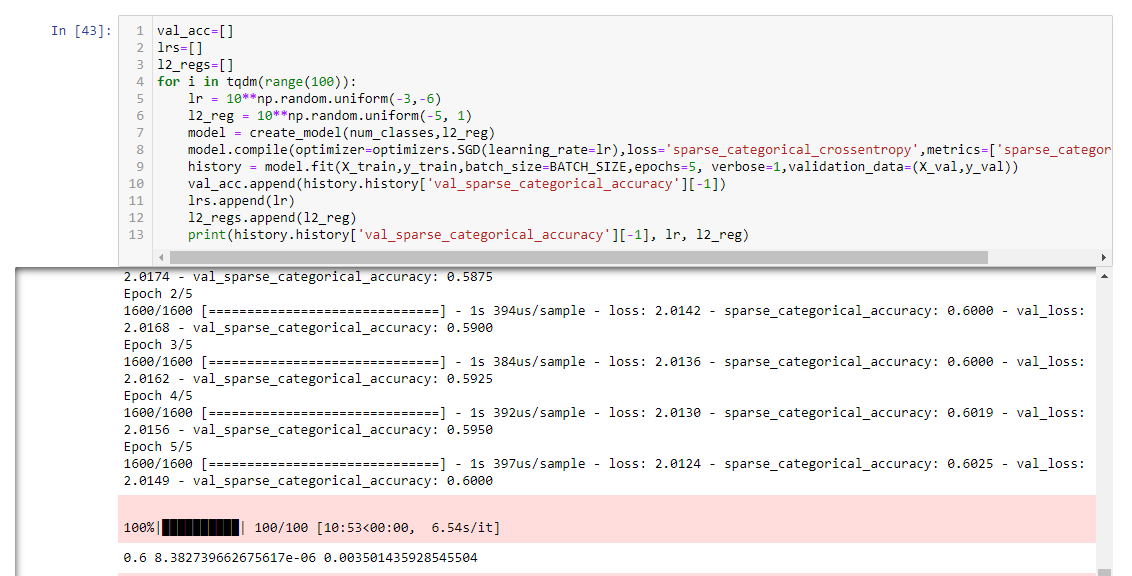 In [43]:
1 val_acc=[]
2 lrs=[]
3 l2_regs=[]
4 for i in tqdm(range(100)):
5     lr = 10**np.random.uniform(-3,-6)
6     l2_reg = 10**np.random.uniform(-5, 1)
7     model = create_model(num_classes,l2_reg)
8     model.compile(optimizer=optimizers.SGD(learning_rate=lr),loss='sparse_categorical_crossentropy',metrics=['sparse_categor
9     history = model.fit(X_train,y_train,batch_size=BATCH_SIZE,epochs=5, verbose=1,validation_data=(X_val,y_val))
10     val_acc.append(history.history['val_sparse_categorical_accuracy'][-1])
11     lrs.append(lr)
12     l2_regs.append(l2_reg)
13     print(history.history['val_sparse_categorical_accuracy'][-1], lr, l2_reg)
2.0174 - val_sparse_categorical_accuracy: 0.5875
Epoch 2/5
1600/1600 [==============================] - 1s 394us/sample - loss: 2.0142 - sparse_categorical_accuracy: 0.6000 - val_loss:
2.0168 - val_sparse_categorical_accuracy: 0.5900
Epoch 3/5
1600/1600 [==============================] - 1s 384us/sample - loss: 2.0136 - sparse_categorical_accuracy: 0.6000 - val_loss:
2.0162 - val_sparse_categorical_accuracy: 0.5925
Epoch 4/5
1600/1600 [==============================] - 1s 392us/sample - loss: 2.0130 - sparse_categorical_accuracy: 0.6019 - val_loss:
2.0156 - val_sparse_categorical_accuracy: 0.5950
Epoch 5/5
1600/1600 [==============================] - 1s 397us/sample - loss: 2.0124 - sparse_categorical_accuracy: 0.6025 - val_loss:
2.0149 - val_sparse_categorical_accuracy: 0.6000
100%|██████████| 100/100 [10:53<00:00,  6.54s/it]
0.6 8.382739662675617e-06 0.003501435928545504